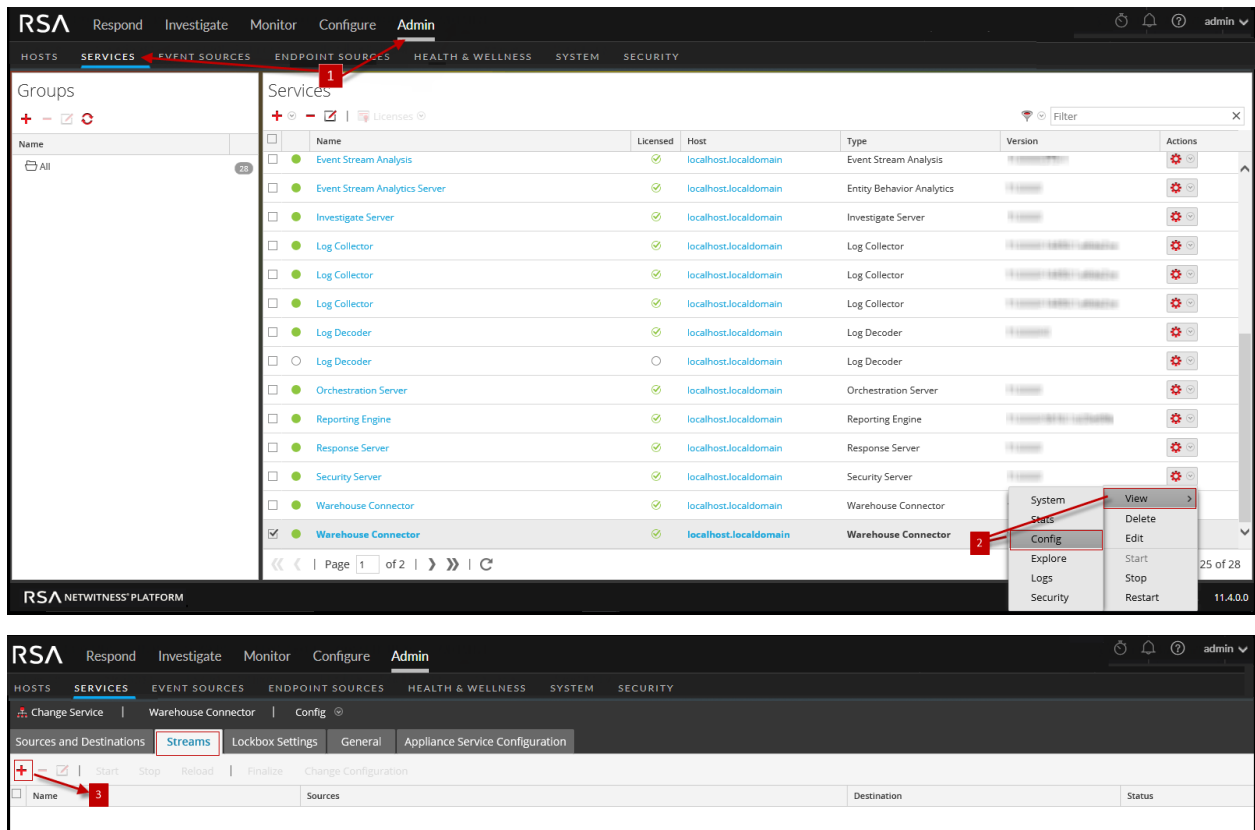 RSA Respond Investigate Monitor Configure Admin admin
HOSTS SERVICES EVENT SOURCES ENDPOINT SOURCES HEALTH & WELLNESS SYSTEM SECURITY
1
Groups
Name
All 28
Services
Licenses Filter
Name Licensed Host Type Version Actions
Event Stream Analysis localhost.localdomain Event Stream Analysis
Event Stream Analytics Server localhost.localdomain Entity Behavior Analytics
Investigate Server localhost.localdomain Investigate Server
Log Collector localhost.localdomain Log Collector
Log Collector localhost.localdomain Log Collector
Log Collector localhost.localdomain Log Collector
Log Decoder localhost.localdomain Log Decoder
Log Decoder localhost.localdomain Log Decoder
Orchestration Server localhost.localdomain Orchestration Server
Reporting Engine localhost.localdomain Reporting Engine
Response Server localhost.localdomain Response Server
Security Server localhost.localdomain Security Server
Warehouse Connector localhost.localdomain Warehouse Connector
Warehouse Connector localhost.localdomain Warehouse Connector
System View
Stats Delete
2
Config Edit
Explore Start
Logs Stop
Security Restart
Page 1 of 2 25 of 28
RSA NETWITNESS® PLATFORM 11.4.0.0
RSA Respond Investigate Monitor Configure Admin admin
HOSTS SERVICES EVENT SOURCES ENDPOINT SOURCES HEALTH & WELLNESS SYSTEM SECURITY
Change Service | Warehouse Connector | Config
Sources and Destinations Streams Lockbox Settings General Appliance Service Configuration
Start Stop Reload | Finalize Change Configuration
3
Name Sources Destination Status